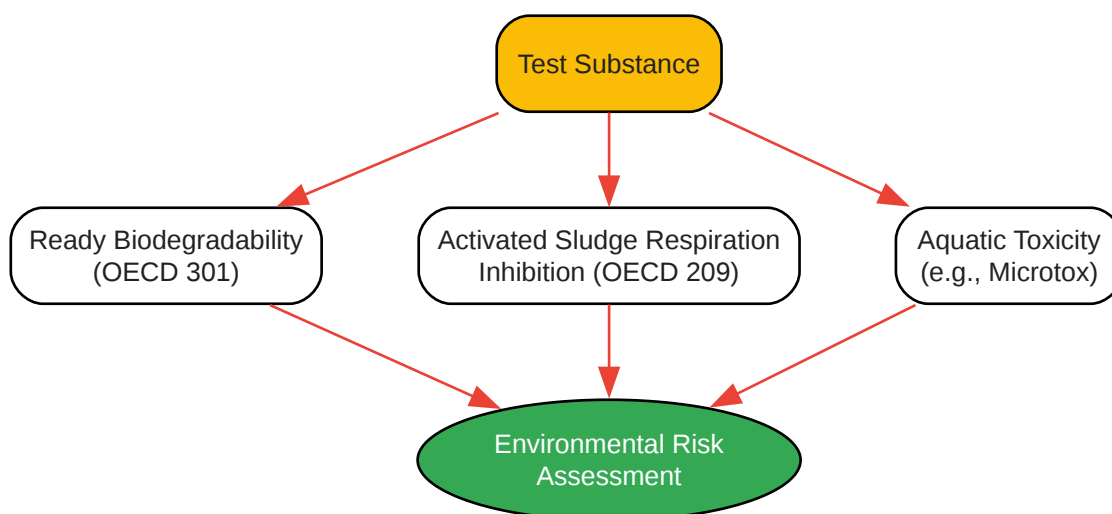 Test Substance
Ready Biodegradability
(OECD 301)
Activated Sludge Respiration
Inhibition (OECD 209)
Aquatic Toxicity
(e.g., Microtox)
Environmental Risk
Assessment